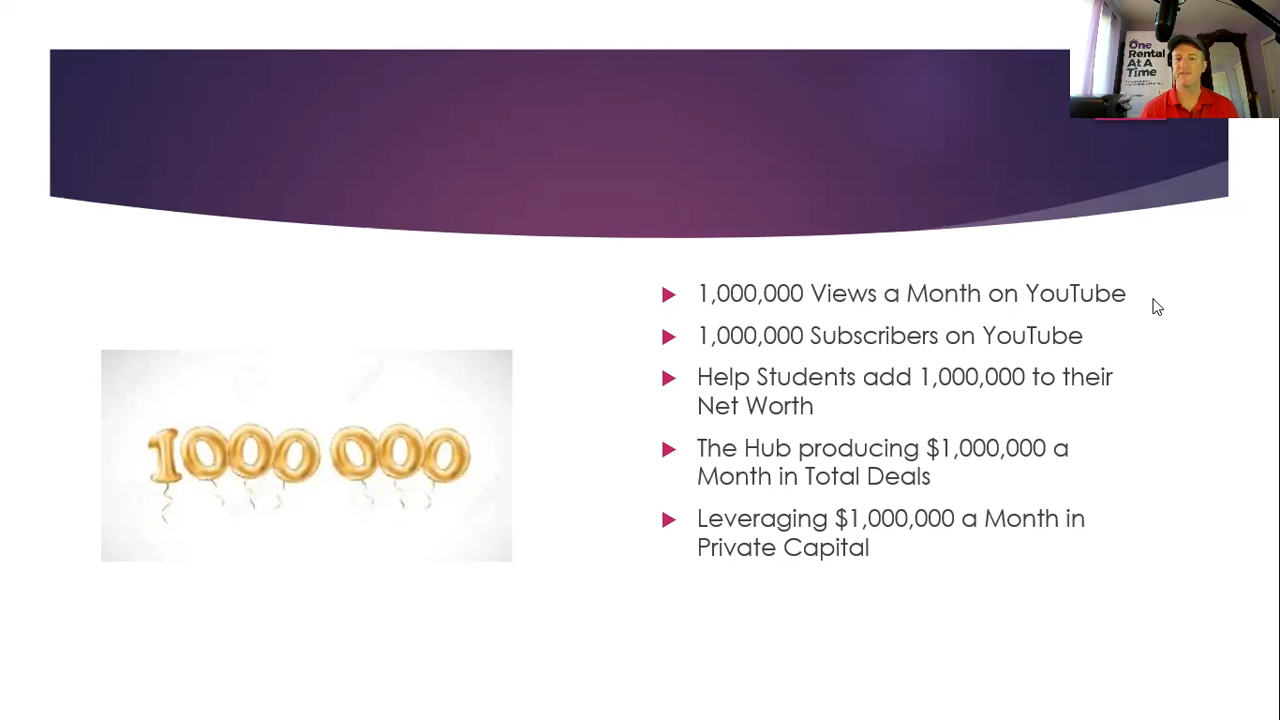 One
Rental
At A
Time
1,000,000 Views a Month on YouTube
1,000,000 Subscribers on YouTube
Help Students add 1,000,000 to their
Net Worth
The Hub producing $1,000,000 a
Month in Total Deals
Leveraging $1,000,000 a Month in
Private Capital
1000 000